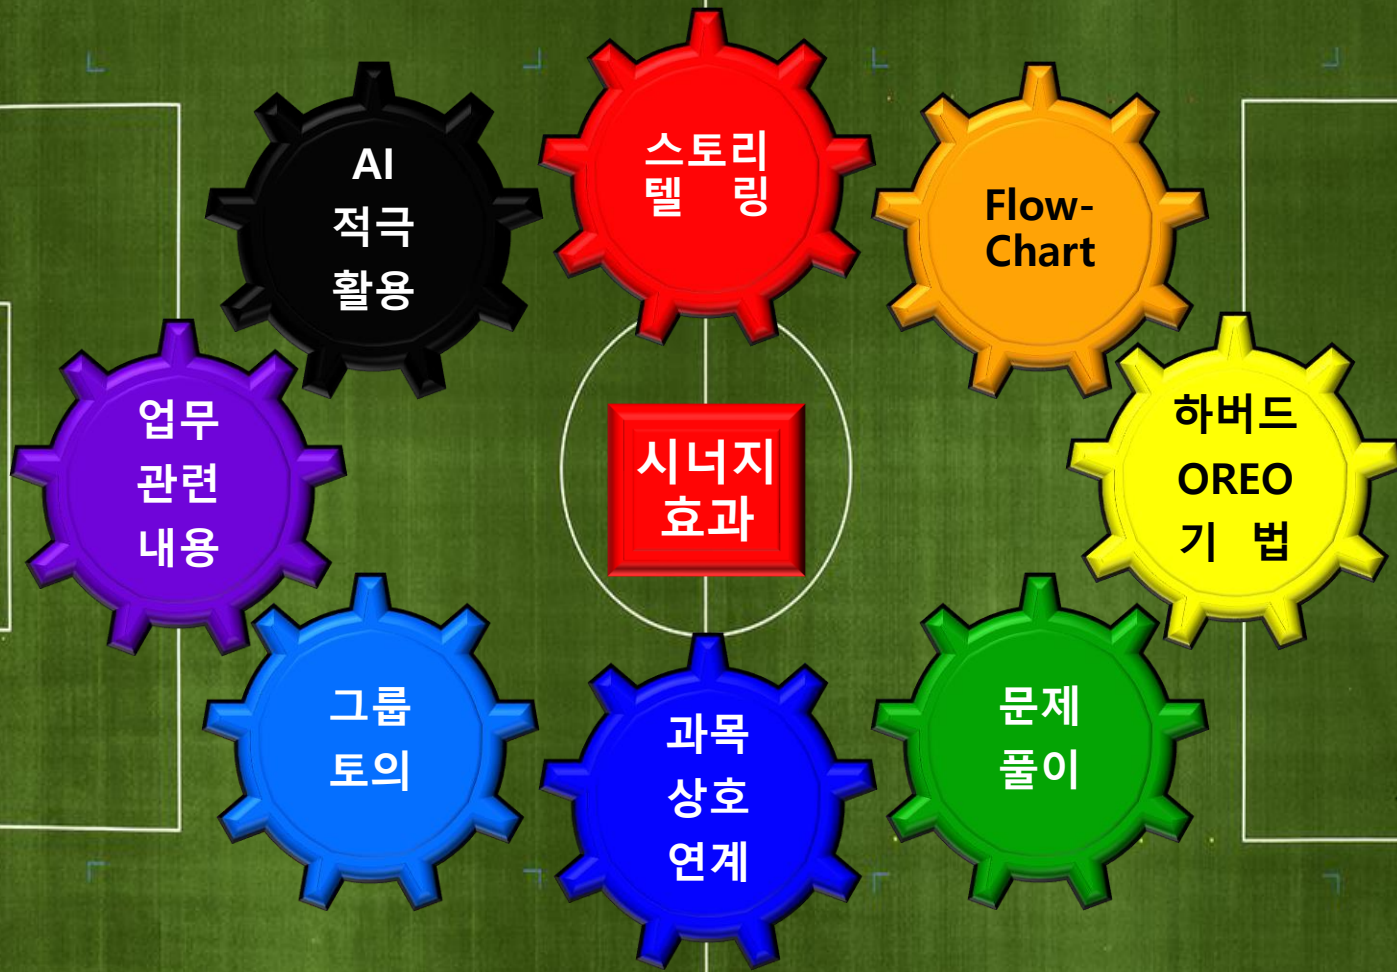 스토리
텔 링
Flow-
Chart
하버드
OREO
기 법
문제
풀이
과목
상호
연계
그룹
토의
업무
관련
내용
AI
적극
활용
시너지
효과